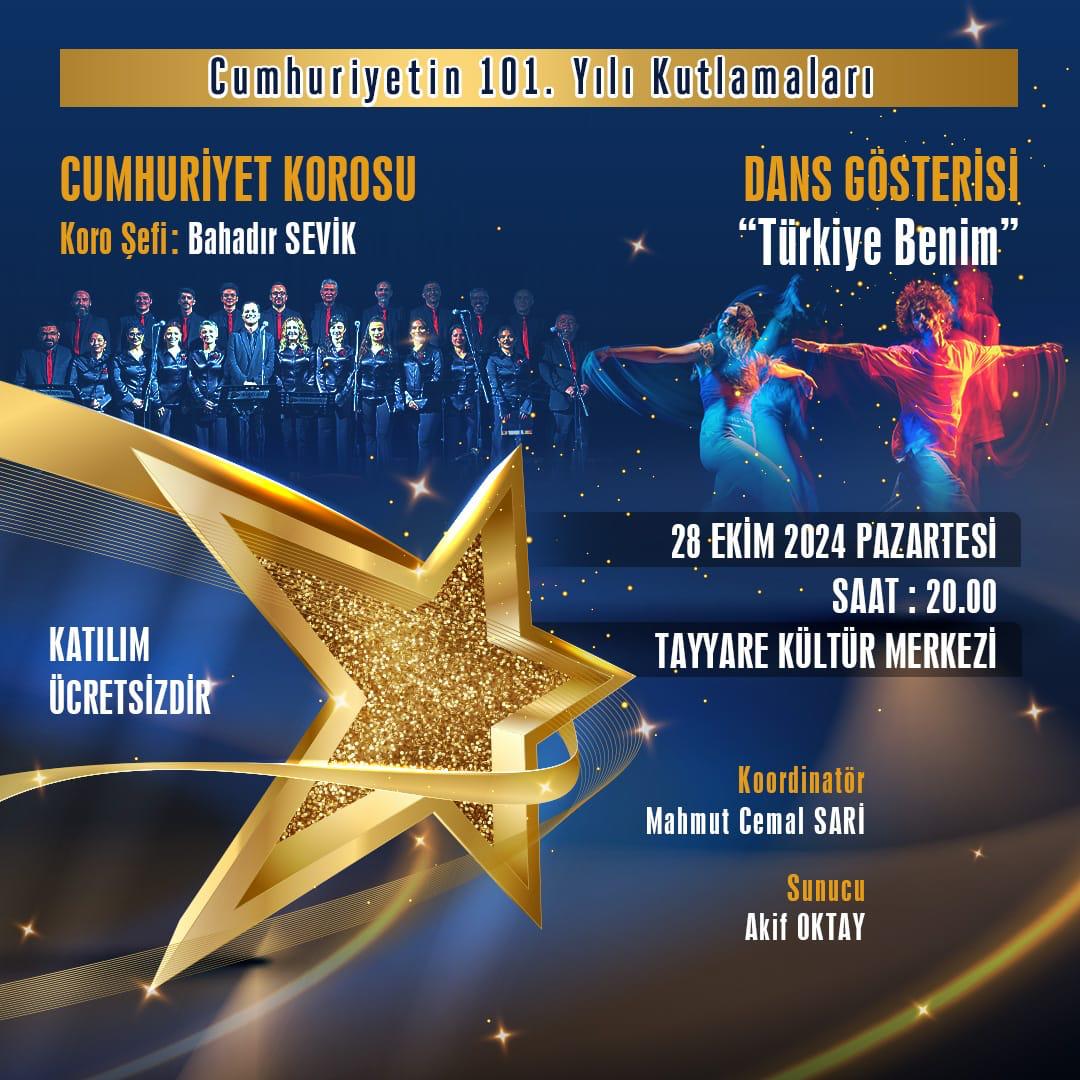 Cumhuriyetin 101. Yılı Kutlamaları
CUMHURİYET KOROSU
Koro Şefi: Bahadır SEVİK
DANS GÖSTERİSİ
“Türkiye Benim”
28 EKİM 2024 PAZARTESİ
SAAT : 20.00
TAYYARE KÜLTÜR MERKEZİ
KATILIM
ÜCRETSİZDİR
Koordinatör
Mahmut Cemal SARİ
Sunucu
Akif OKTAY